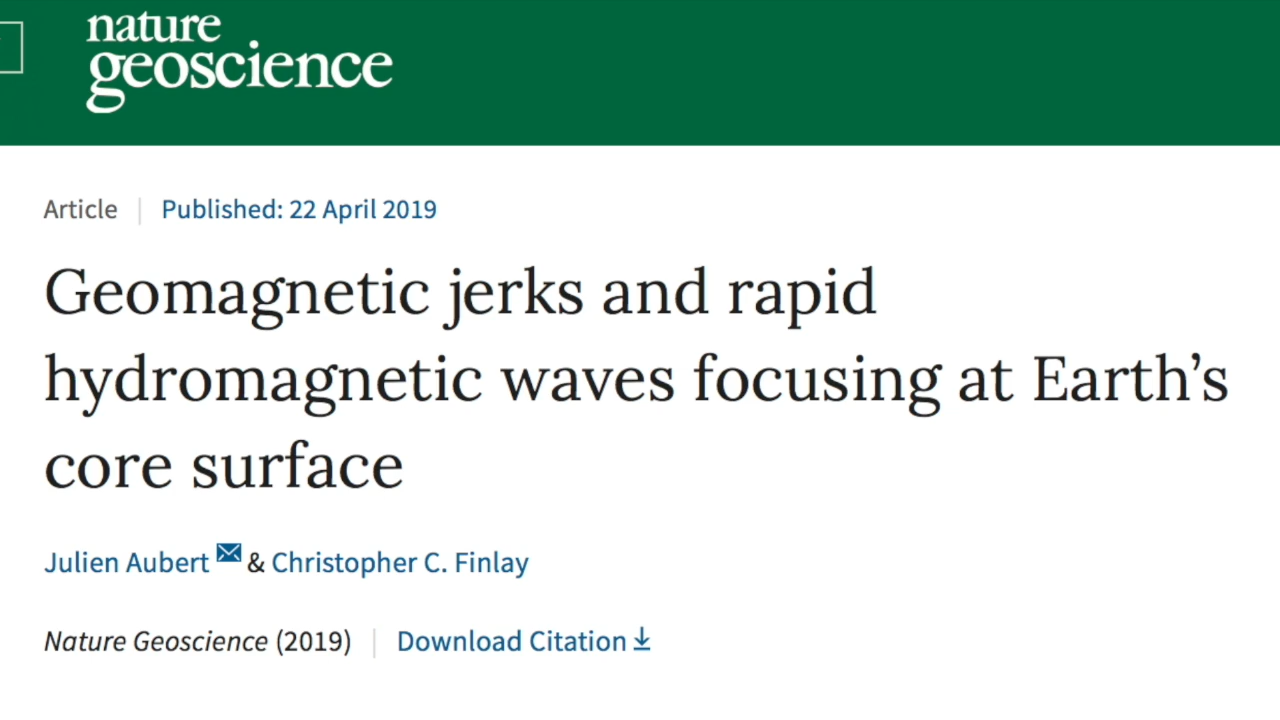 nature
geoscience
Article | Published: 22 April 2019
Geomagnetic jerks and rapid
hydromagnetic waves focusing at Earth’s
core surface
Julien Aubert & Christopher C. Finlay
Nature Geoscience (2019) | Download Citation